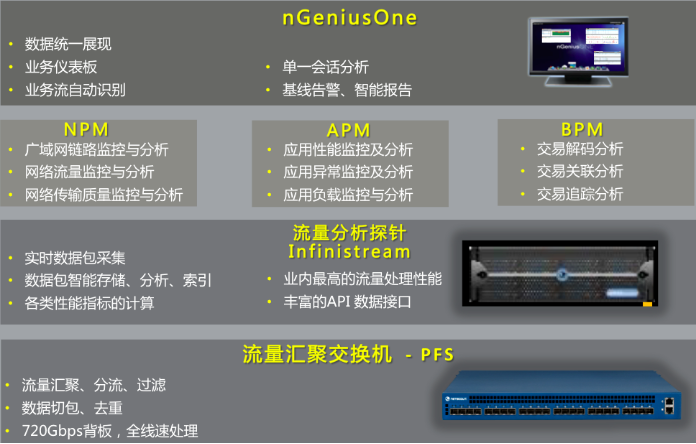 nGeniusOne
• 数据统一展现
• 业务仪表板
• 业务流自动识别
• 单一会话分析
• 基线告警、智能报告
NPM
• 广域网链路监控与分析
• 网络流量监控与分析
• 网络传输质量监控与分析
APM
• 应用性能监控及分析
• 应用异常监控及分析
• 应用负载监控与分析
BPM
• 交易解码分析
• 交易关联分析
• 交易追踪分析
流量分析探针
Infinistream
• 实时数据包采集
• 数据包智能存储、分析、索引
• 各类性能指标的计算
• 业内最高的流量处理性能
• 丰富的API 数据接口
流量汇聚交换机 - PFS
• 流量汇聚、分流、过滤
• 数据切包、去重
• 720Gbps背板，全线速处理